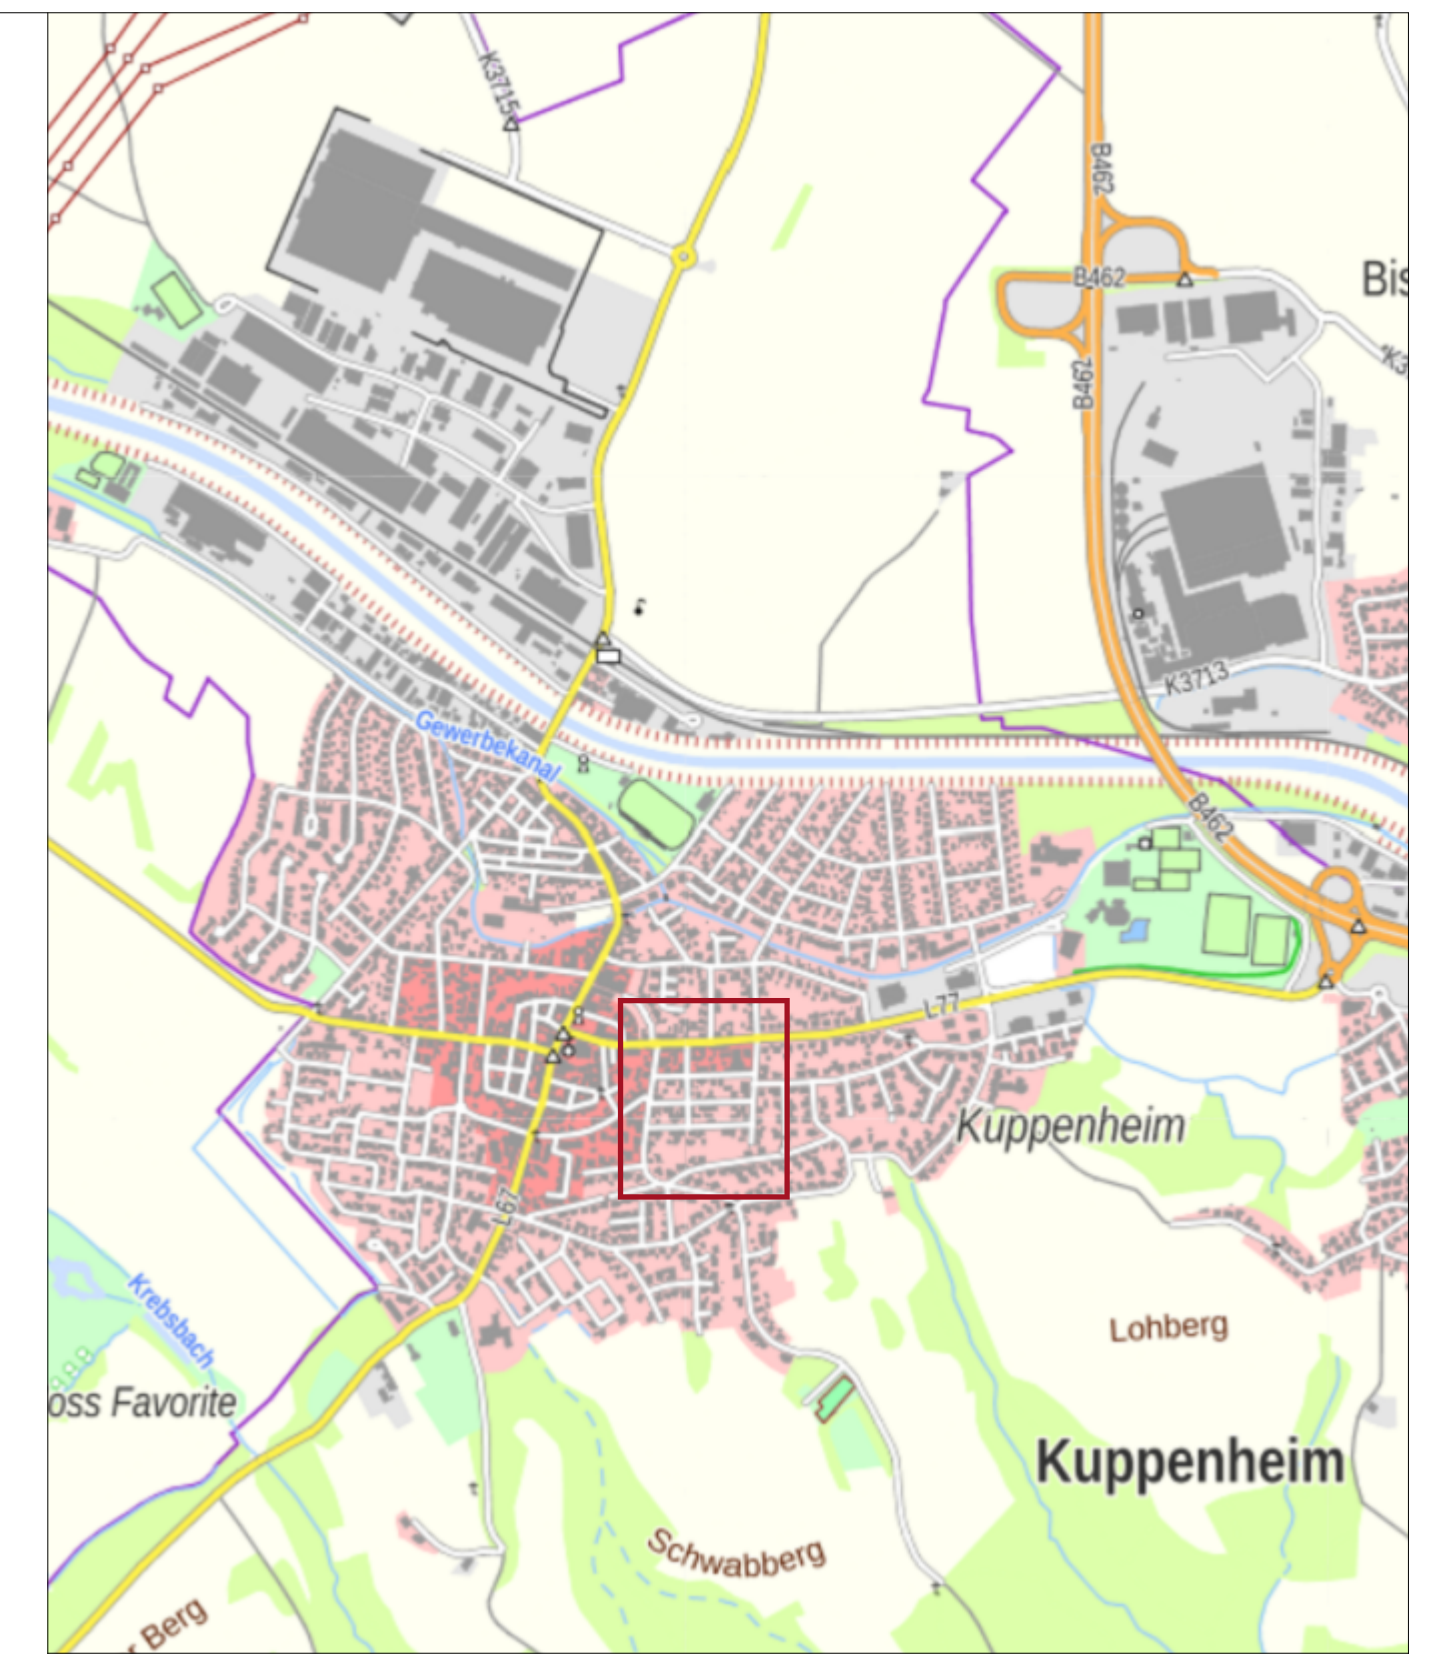 K3715
B462
B462
Bis
B462
K3713
Gewerbekanal
B462
L77
Kuppenheim
L67
Krebsbach
Lohberg
oss Favorite
Kuppenheim
Schwabberg
r Berg